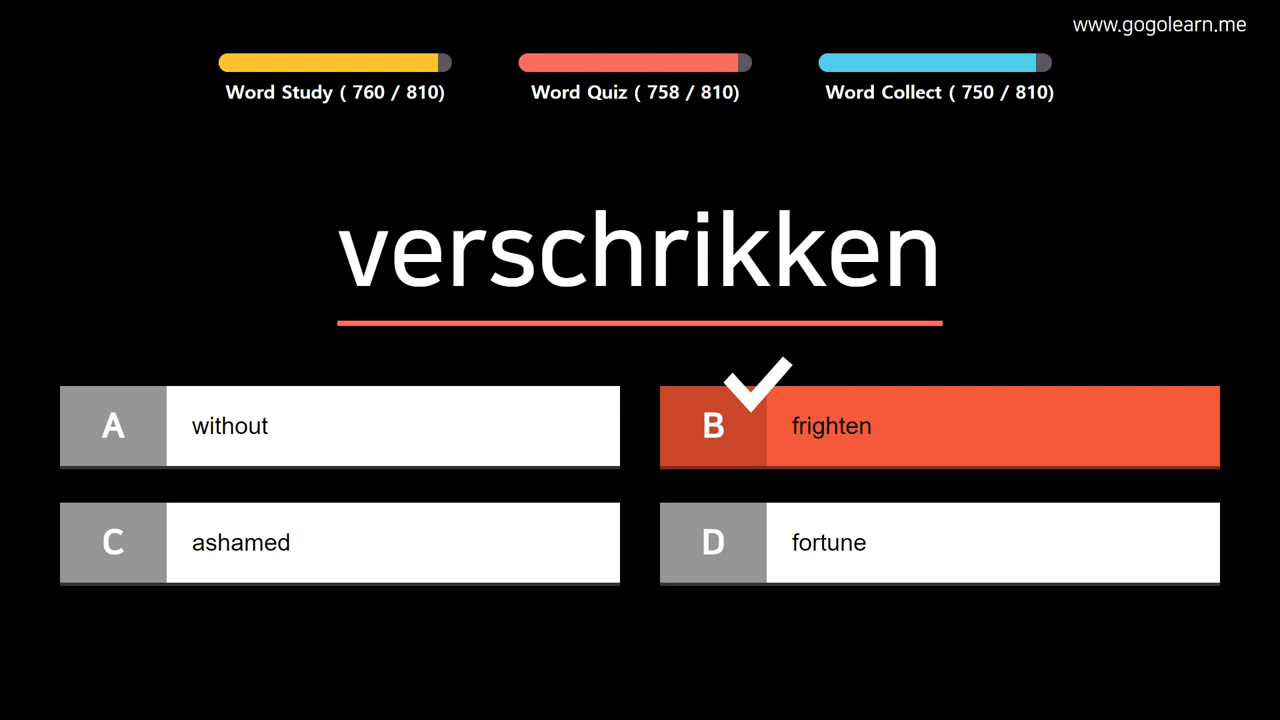 www.gogolearn.me
Word Study ( 760 / 810)
Word Quiz ( 758 / 810)
Word Collect ( 750 / 810)
verschrikken
A without
B frighten
C ashamed
D fortune